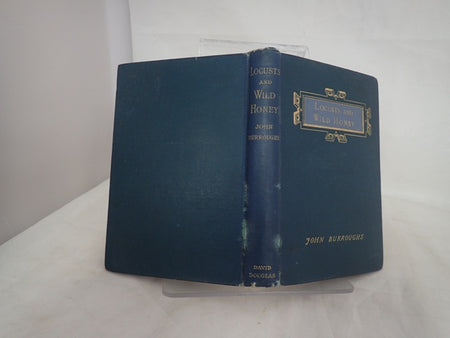 LOCUSTS
AND
WILD
HONEY
JOHN
BURROUGHS
DAVID
DOUGLAS
LOCUSTS AND
WILD HONEY
JOHN BURROUGHS